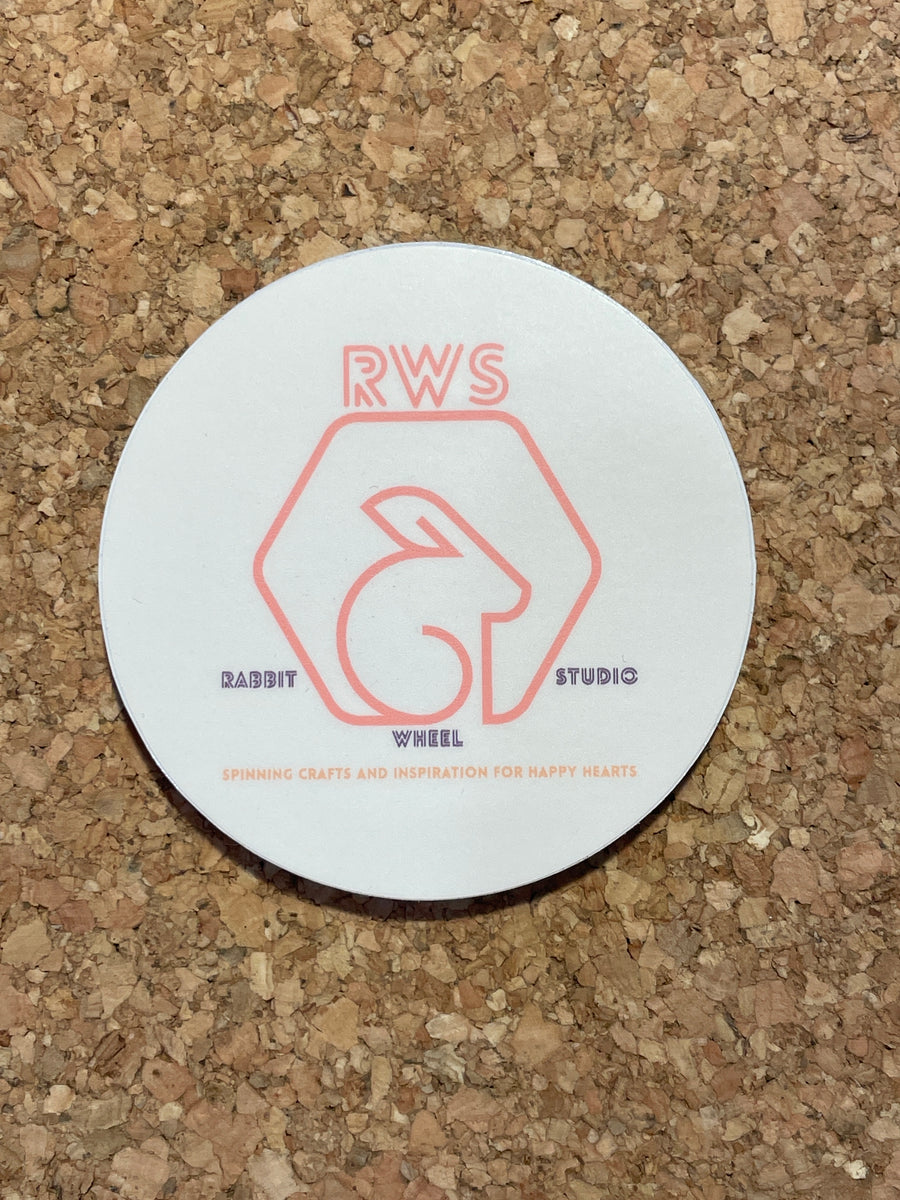 RWS
RABBIT
STUDIO
WHEEL
SPINNING CRAFTS AND INSPIRATION FOR HAPPY HEARTS